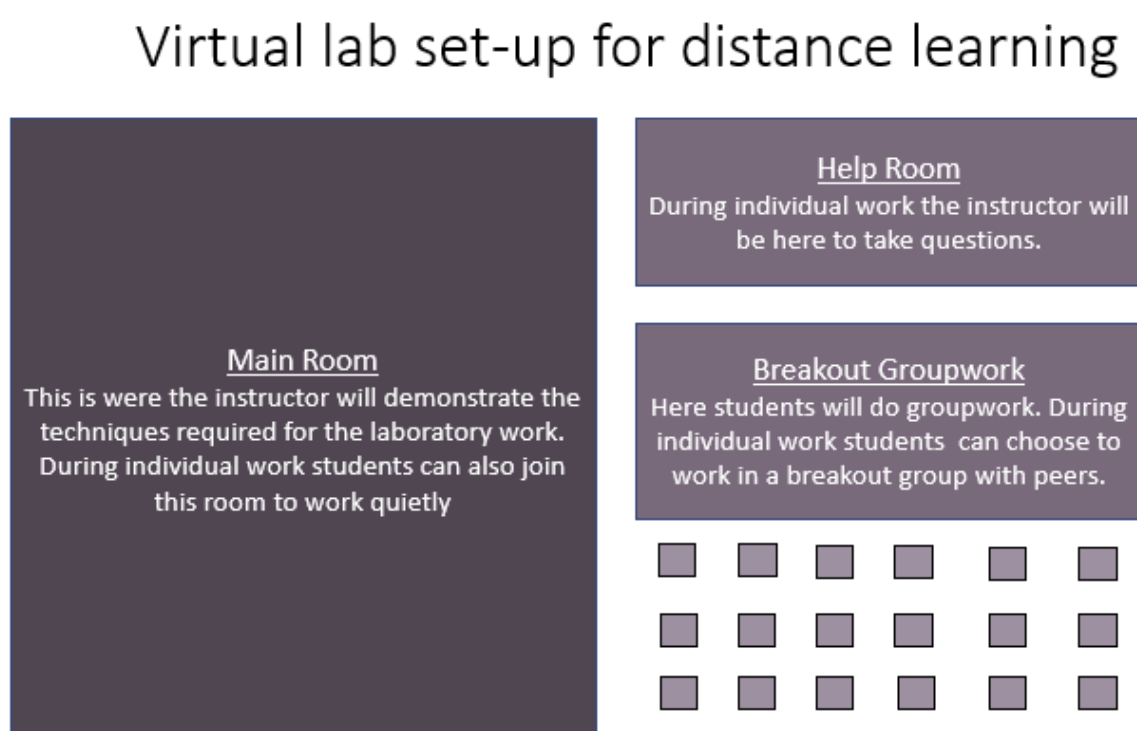 Virtual lab set-up for distance learning
Main Room
This is were the instructor will demonstrate the
techniques required for the laboratory work.
During individual work students can also join
this room to work quietly
Help Room
During individual work the instructor will
be here to take questions.
Breakout Groupwork
Here students will do groupwork. During
individual work students  can choose to
work in a breakout group with peers.